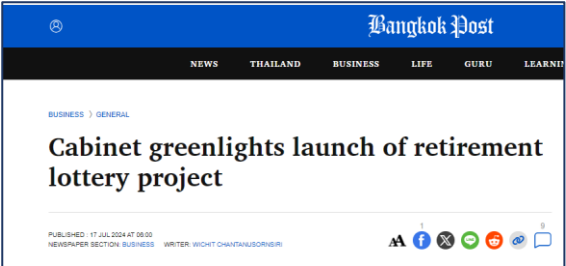 Bangkok Post
NEWS THAILAND BUSINESS LIFE GURU LEARNIN
BUSINESS 〉 GENERAL
Cabinet greenlights launch of retirement
lottery project
PUBLISHED : 17 JUL 2024 AT 06:00
NEWSPAPER SECTION: BUSINESS WRITER: WICHIT CHANTANUSORNSIRI
AA 1 9